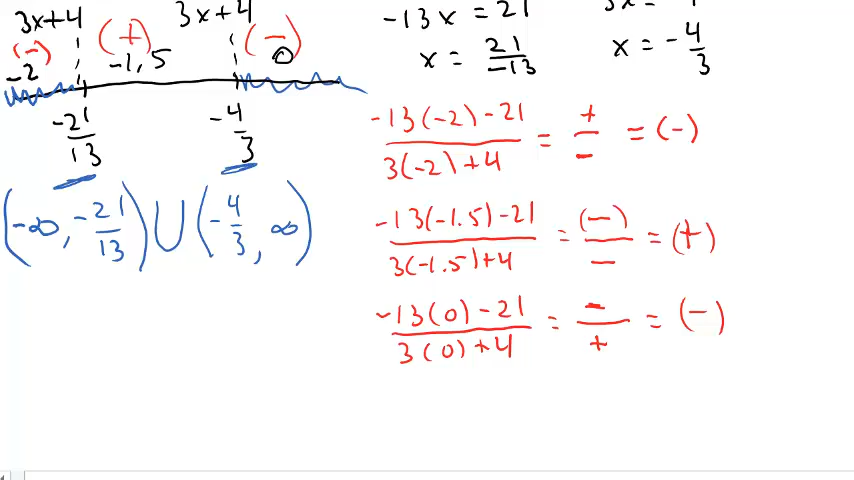 3x+4 3x+4
(-) (+) (-)
-2 -1,5 0
-21/13 -4/3
(-∞, -21/13) ∪ (-4/3, ∞)
-13x = 21
x = 21/-13
x = -4/3
-13(-2) -21 / 3(-2)+4 = +/- = (-)
-13(-1.5) -21 / 3(-1.5)+4 = (-)/- = (+)
-13(0) -21 / 3(0)+4 = -/+ = (-)